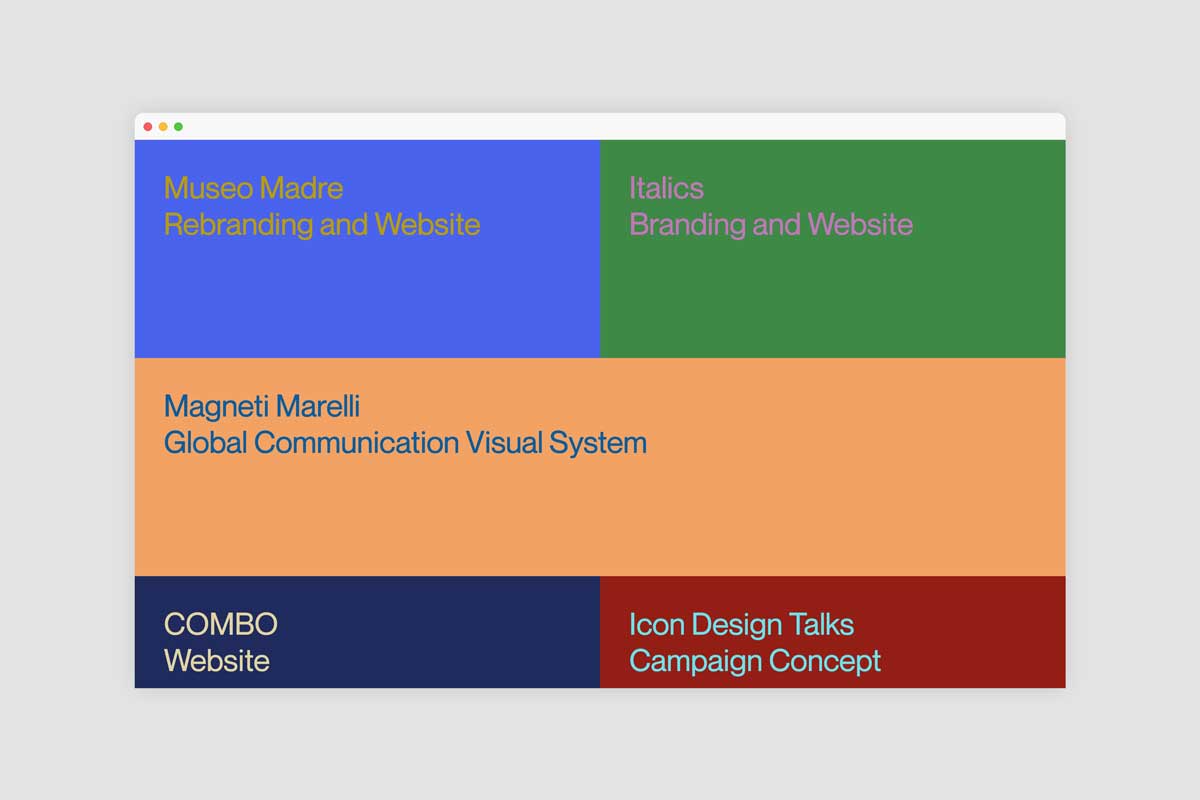 Museo Madre
Rebranding and Website
Italics
Branding and Website
Magneti Marelli
Global Communication Visual System
COMBO
Website
Icon Design Talks
Campaign Concept